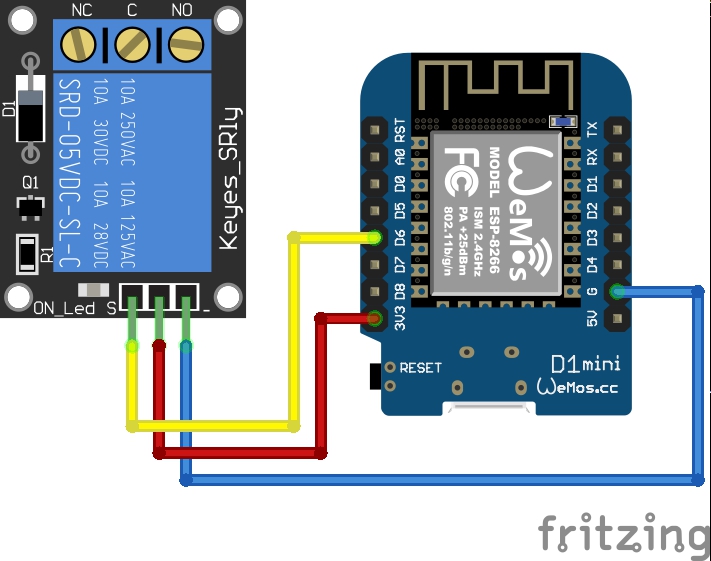 NC C NO
D1
SRD-05VDC-SL-C
10A 30VDC 10A 28VDC
10A 250VAC 10A 125VAC
Keyes_SRly
Q1
R1
ON_Led S -
RST
A0
D0
D5
D6
D7
D8
3V3
WeMos
MODEL ESP-8266
ISM 2.4GHz
PA +25dBm
802.11b/g/n
FC
TX
RX
D1
D2
D3
D4
G
5V
RESET
D1mini
WeMos.cc
fritzing